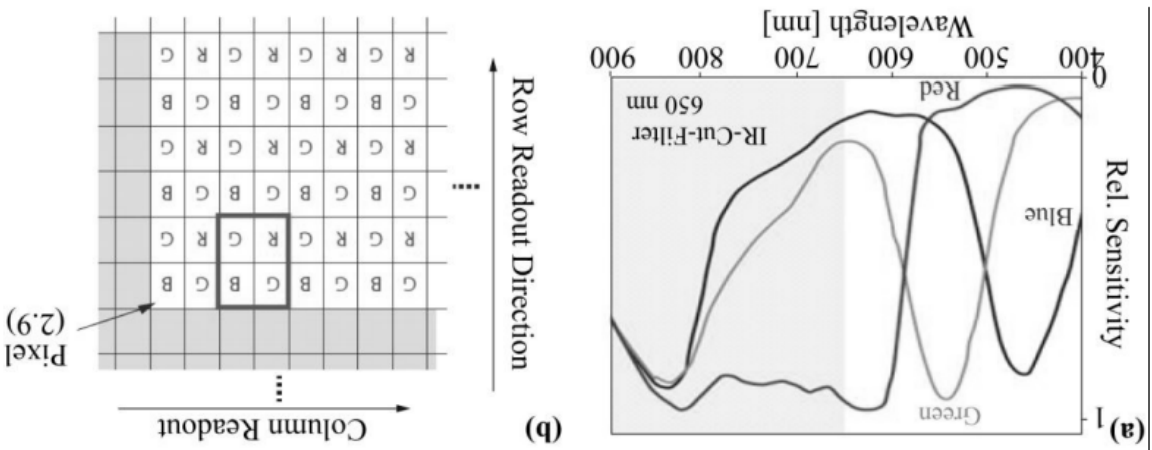 (a)
1
Green
Rel. Sensitivity
Blue
Red
IR-Cut-Filter
650 nm
0
400 500 600 700 800 900
Wavelength [nm]
(b)
Column Readout
Row Readout Direction
Pixel
(2.9)
G B G B G B G B
R G R G R G R G
G B G B G B G B
R G R G R G R G
G B G B G B G B
R G R G R G R G